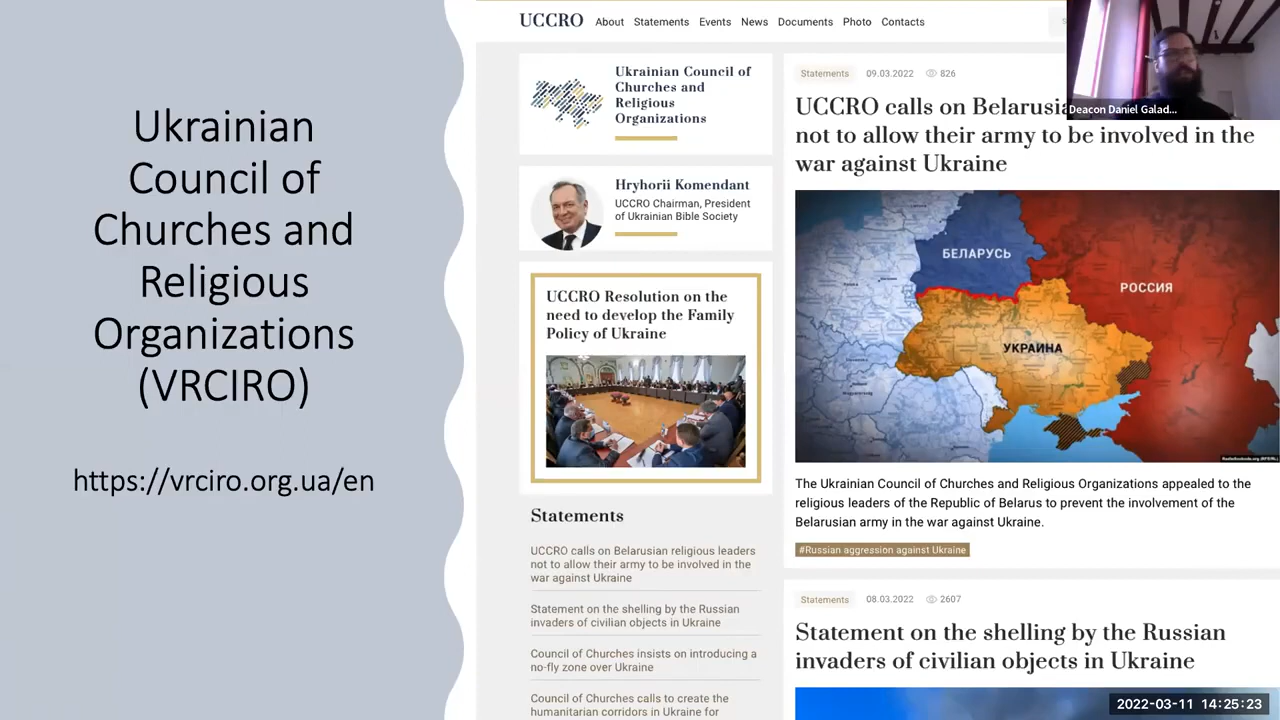 Ukrainian
Council of
Churches and
Religious
Organizations
(VRCIRO)
https://vrciro.org.ua/en
UCCRO
About
Statements
Events
News
Documents
Photo
Contacts
Ukrainian Council of
Churches and
Religious
Organizations
Hryhorii Komendant
UCCRO Chairman, President
of Ukrainian Bible Society
UCCRO Resolution on the
need to develop the Family
Policy of Ukraine
Statements
UCCRO calls on Belarusian religious leaders
not to allow their army to be involved in the
war against Ukraine
Statement on the shelling by the Russian
invaders of civilian objects in Ukraine
Council of Churches insists on introducing a
no-fly zone over Ukraine
Council of Churches calls to create the
humanitarian corridors in Ukraine for
Statements 09.03.2022 826
UCCRO calls on Belarusia
not to allow their army to be involved in the
war against Ukraine
БЕЛАРУСЬ
РОССИЯ
УКРАИНА
Radiosvoboda.org (RFE/RL)
The Ukrainian Council of Churches and Religious Organizations appealed to the
religious leaders of the Republic of Belarus to prevent the involvement of the
Belarusian army in the war against Ukraine.
#Russian aggression against Ukraine
Statements 08.03.2022 2607
Statement on the shelling by the Russian
invaders of civilian objects in Ukraine
Deacon Daniel Galad...
2022-03-11 14:25:23